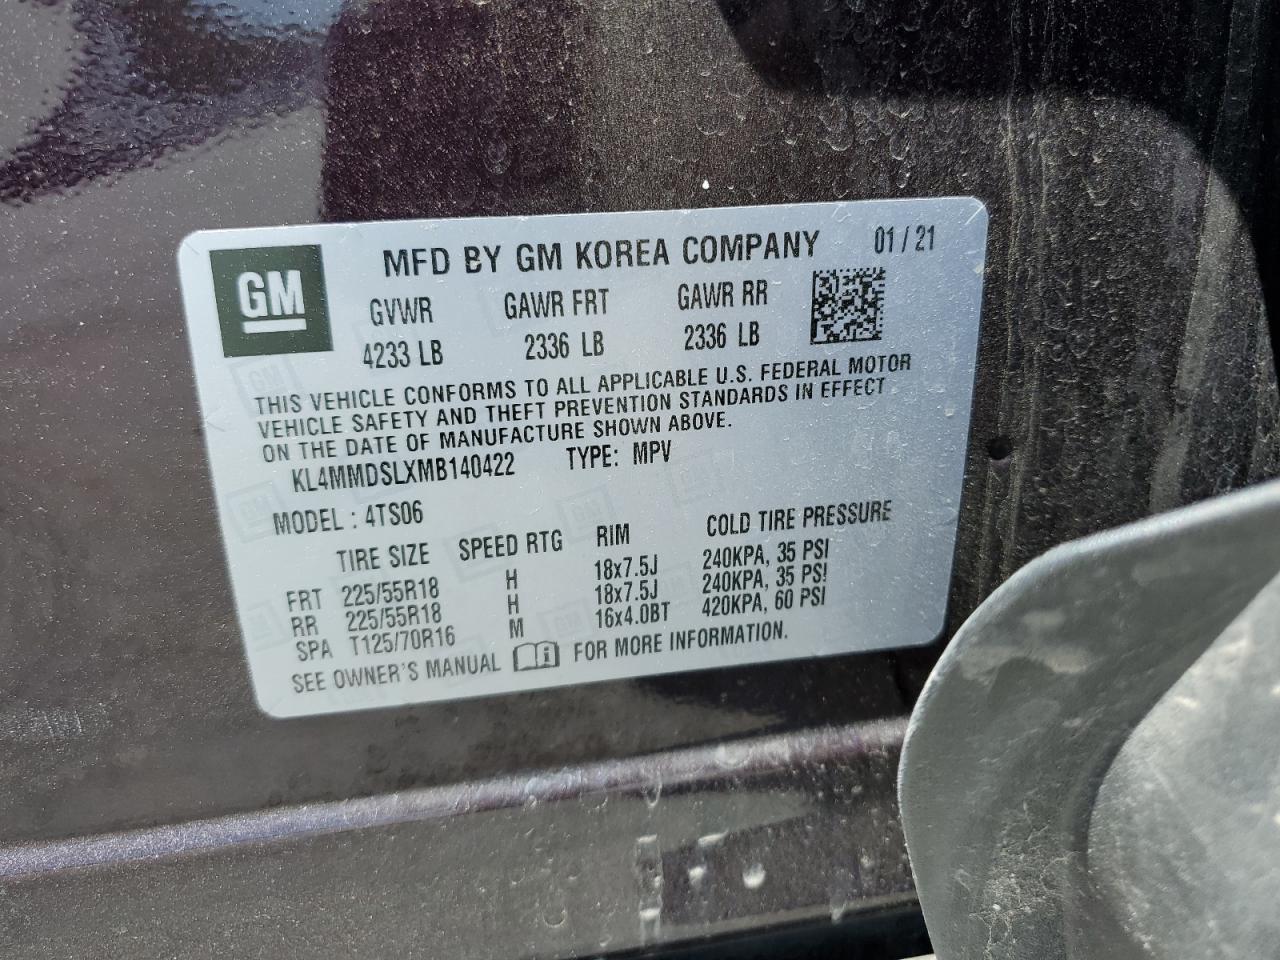 GM
MFD BY GM KOREA COMPANY 01 / 21
GVWR GAWR FRT GAWR RR
4233 LB 2336 LB 2336 LB
THIS VEHICLE CONFORMS TO ALL APPLICABLE U.S. FEDERAL MOTOR
VEHICLE SAFETY AND THEFT PREVENTION STANDARDS IN EFFECT
ON THE DATE OF MANUFACTURE SHOWN ABOVE.
KL4MMDSLXMB140422 TYPE: MPV
MODEL : 4TS06
TIRE SIZE SPEED RTG RIM COLD TIRE PRESSURE
FRT 225/55R18 H 18x7.5J 240KPA, 35 PSI
RR 225/55R18 H 18x7.5J 240KPA, 35 PSI
SPA T125/70R16 M 16x4.0BT 420KPA, 60 PSI
SEE OWNER'S MANUAL FOR MORE INFORMATION.